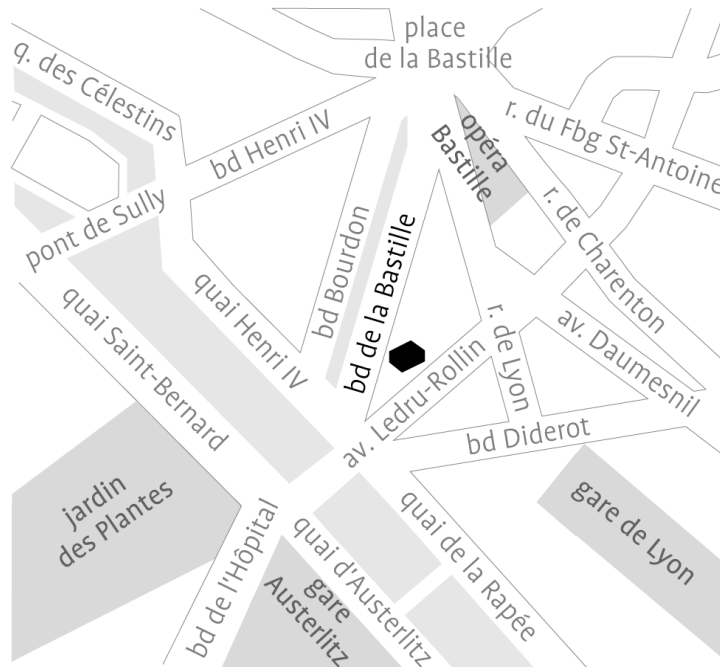 place
de la Bastille
q. des Célestins
bd Henri IV
r. du Fbg St-Antoine
opéra
Bastille
pont de Sully
bd Bourdon
bd de la Bastille
r. de Charenton
quai Saint-Bernard
quai Henri IV
r. de Lyon
av. Daumesnil
av. Ledru-Rollin
bd Diderot
jardin
des Plantes
gare de Lyon
bd de l'Hôpital
quai d'Austerlitz
quai de la Rapée
gare
Austerlitz